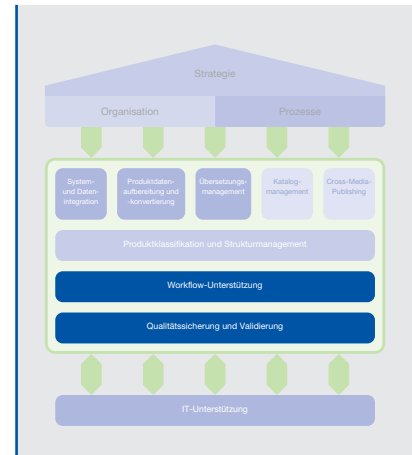 Strategie
Organisation
Prozesse
System-
und Daten-
integration
Produktdaten-
aufbereitung und
-konvertierung
Übersetzungs-
management
Katalog-
management
Cross-Media-
Publishing
Produktklassifikation und Strukturmanagement
Workflow-Unterstützung
Qualitätssicherung und Validierung
IT-Unterstützung